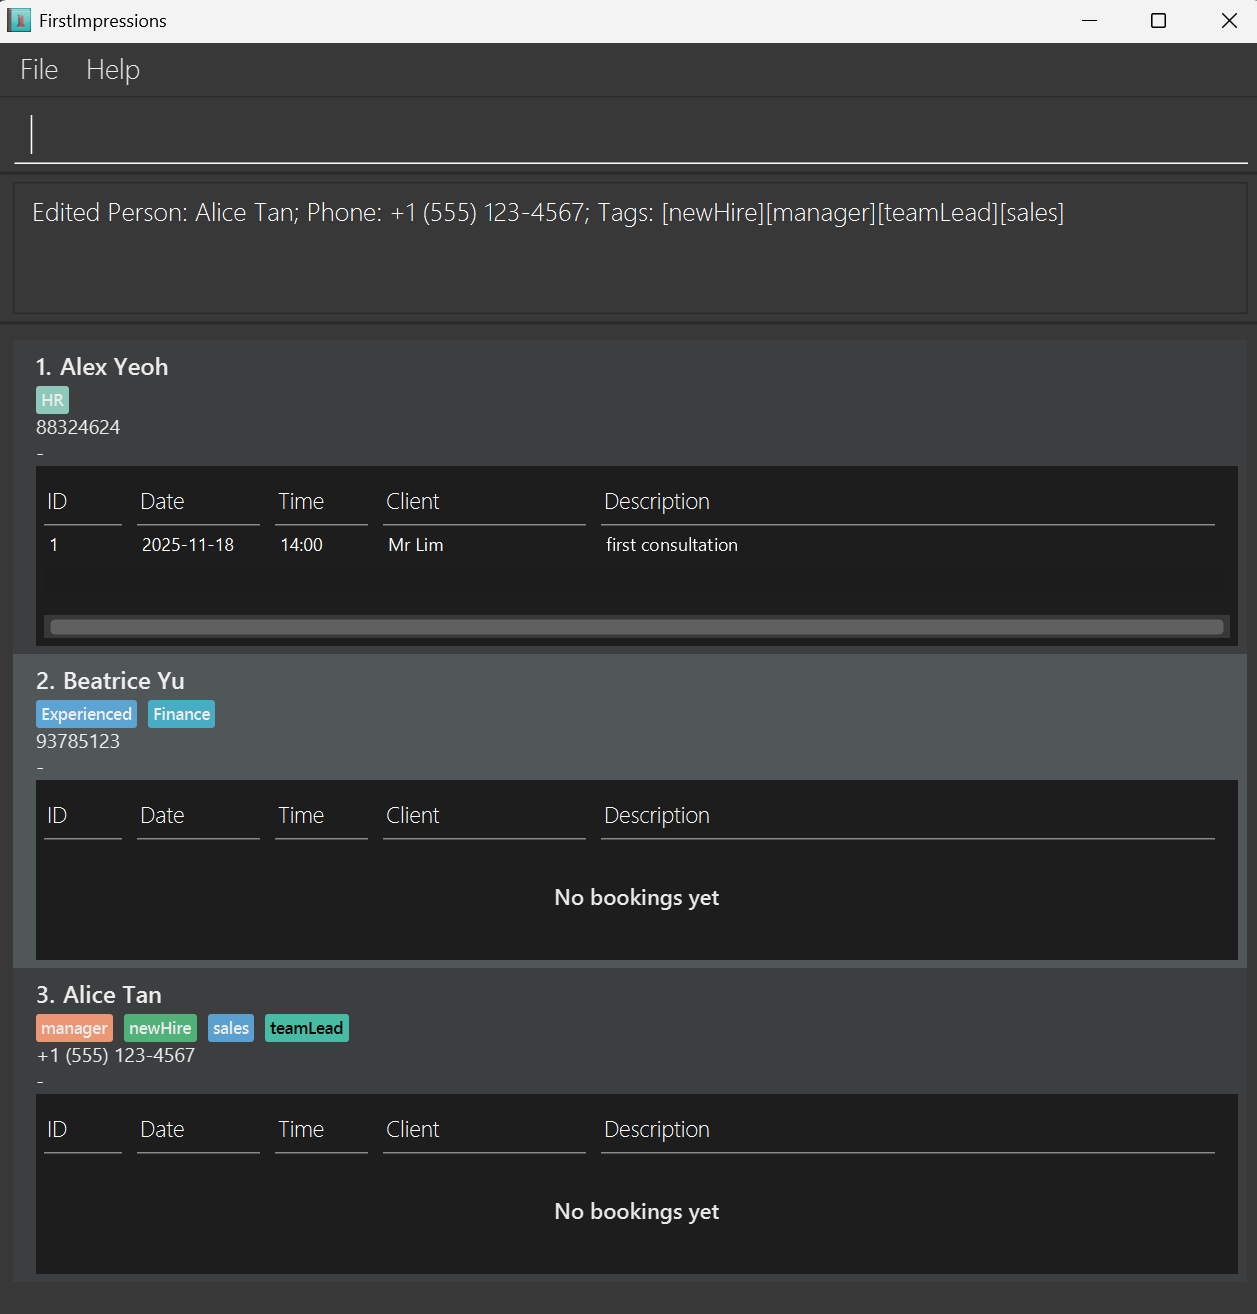 FirstImpressions
File Help
Edited Person: Alice Tan; Phone: +1 (555) 123-4567; Tags: [newHire][manager][teamLead][sales]
1. Alex Yeoh
HR
88324624
-
ID Date Time Client Description
1 2025-11-18 14:00 Mr Lim first consultation
2. Beatrice Yu
Experienced Finance
93785123
-
ID Date Time Client Description
No bookings yet
3. Alice Tan
manager newHire sales teamLead
+1 (555) 123-4567
-
ID Date Time Client Description
No bookings yet